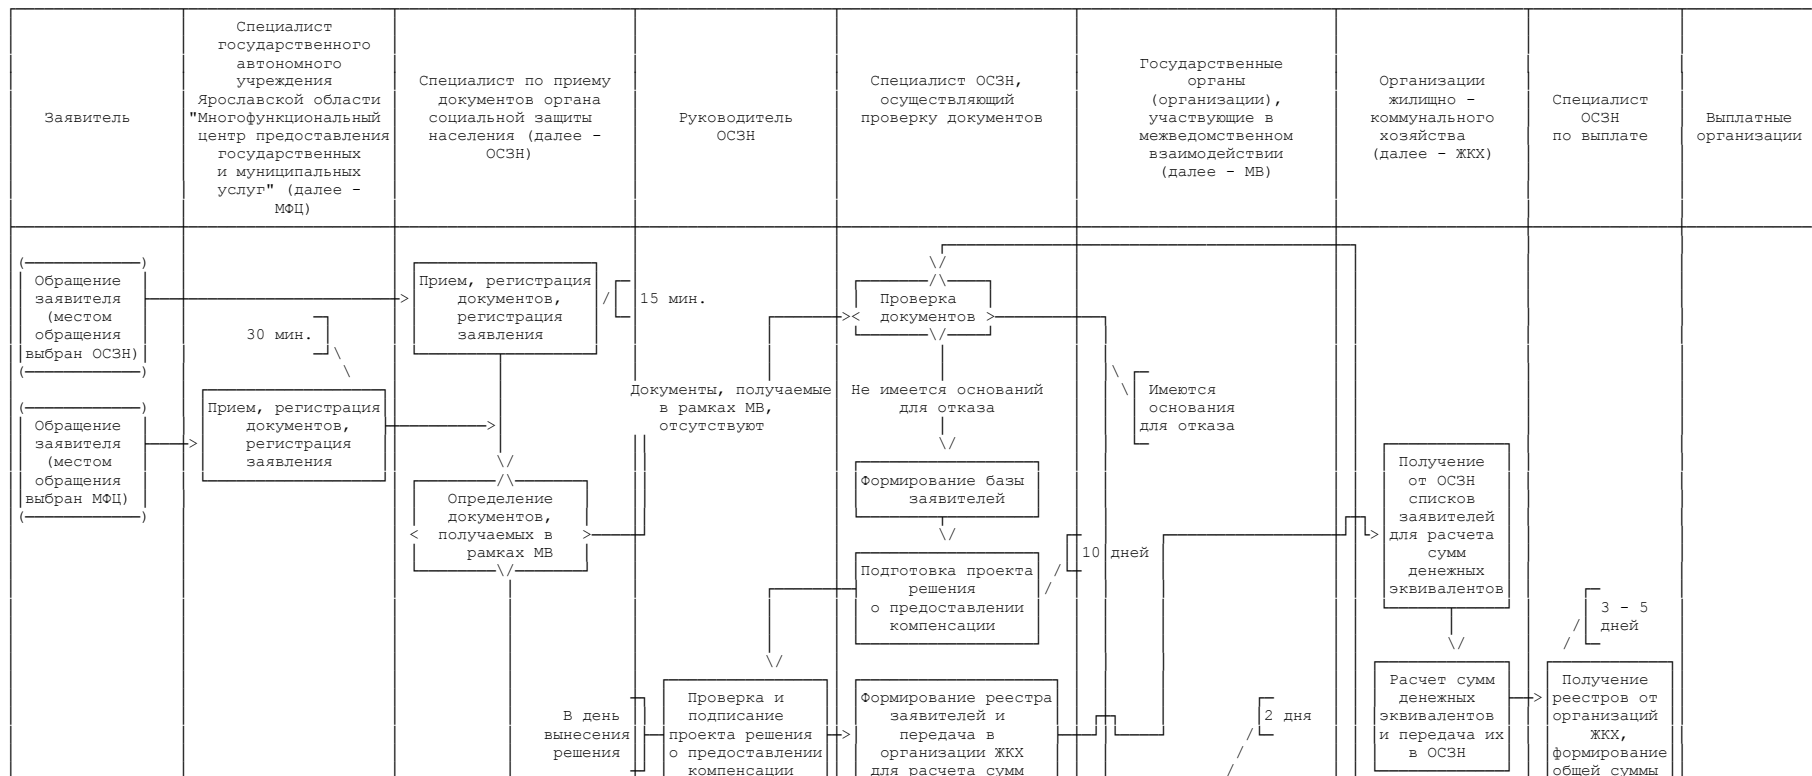 Заявитель
Специалист
государственного
автономного
учреждения
Ярославской области
"Многофункциональный
центр предоставления
государственных
и муниципальных
услуг" (далее -
МФЦ)
Специалист по приему
документов органа
социальной защиты
населения (далее -
ОСЗН)
Руководитель
ОСЗН
Специалист ОСЗН,
осуществляющий
проверку документов
Государственные
органы
(организации),
участвующие в
межведомственном
взаимодействии
(далее - МВ)
Организации
жилищно -
коммунального
хозяйства
(далее - ЖКХ)
Специалист
ОСЗН
по выплате
Выплатные
организации
Обращение
заявителя
(местом
обращения
выбран ОСЗН)
30 мин.
Прием, регистрация
документов,
регистрация
заявления
15 мин.
Проверка
документов
Обращение
заявителя
(местом
обращения
выбран МФЦ)
Прием, регистрация
документов,
регистрация
заявления
Документы, получаемые
в рамках МВ,
отсутствуют
Не имеется оснований
для отказа
Имеются
основания
для отказа
Определение
документов,
получаемых в
рамках МВ
Формирование базы
заявителей
Получение
от ОСЗН
списков
заявителей
для расчета
сумм
денежных
эквивалентов
Подготовка проекта
решения
о предоставлении
компенсации
10 дней
3 - 5
дней
В день
вынесения
решения
Проверка и
подписание
проекта решения
о предоставлении
компенсации
Формирование реестра
заявителей и
передача в
организации ЖКХ
для расчета сумм
2 дня
Расчет сумм
денежных
эквивалентов
и передача их
в ОСЗН
Получение
реестров от
организаций
ЖКХ,
формирование
общей суммы